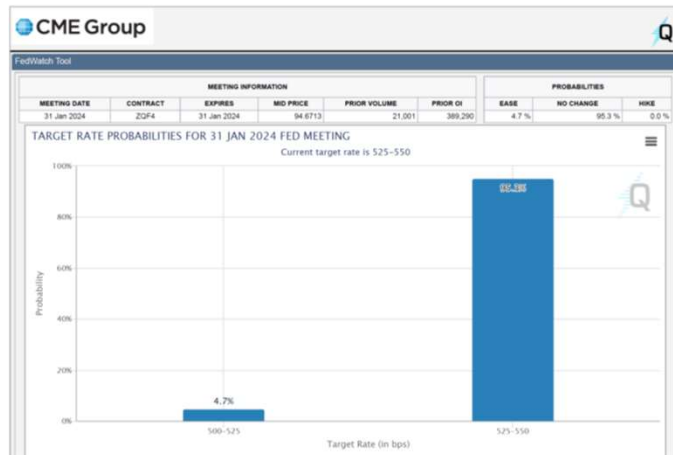 CME Group
Q
FedWatch Tool
MEETING INFORMATION
PROBABILITIES
MEETING DATE CONTRACT EXPIRES MID PRICE PRIOR VOLUME PRIOR OI EASE NO CHANGE HIKE
31 Jan 2024 ZQF4 31 Jan 2024 94.6713 21,001 389,290 4.7 % 95.3 % 0.0 %
TARGET RATE PROBABILITIES FOR 31 JAN 2024 FED MEETING
Current target rate is 525–550
100%
80%
60%
40%
20%
0%
Probability
4.7%
Q
500–525
525–550
Target Rate (in bps)